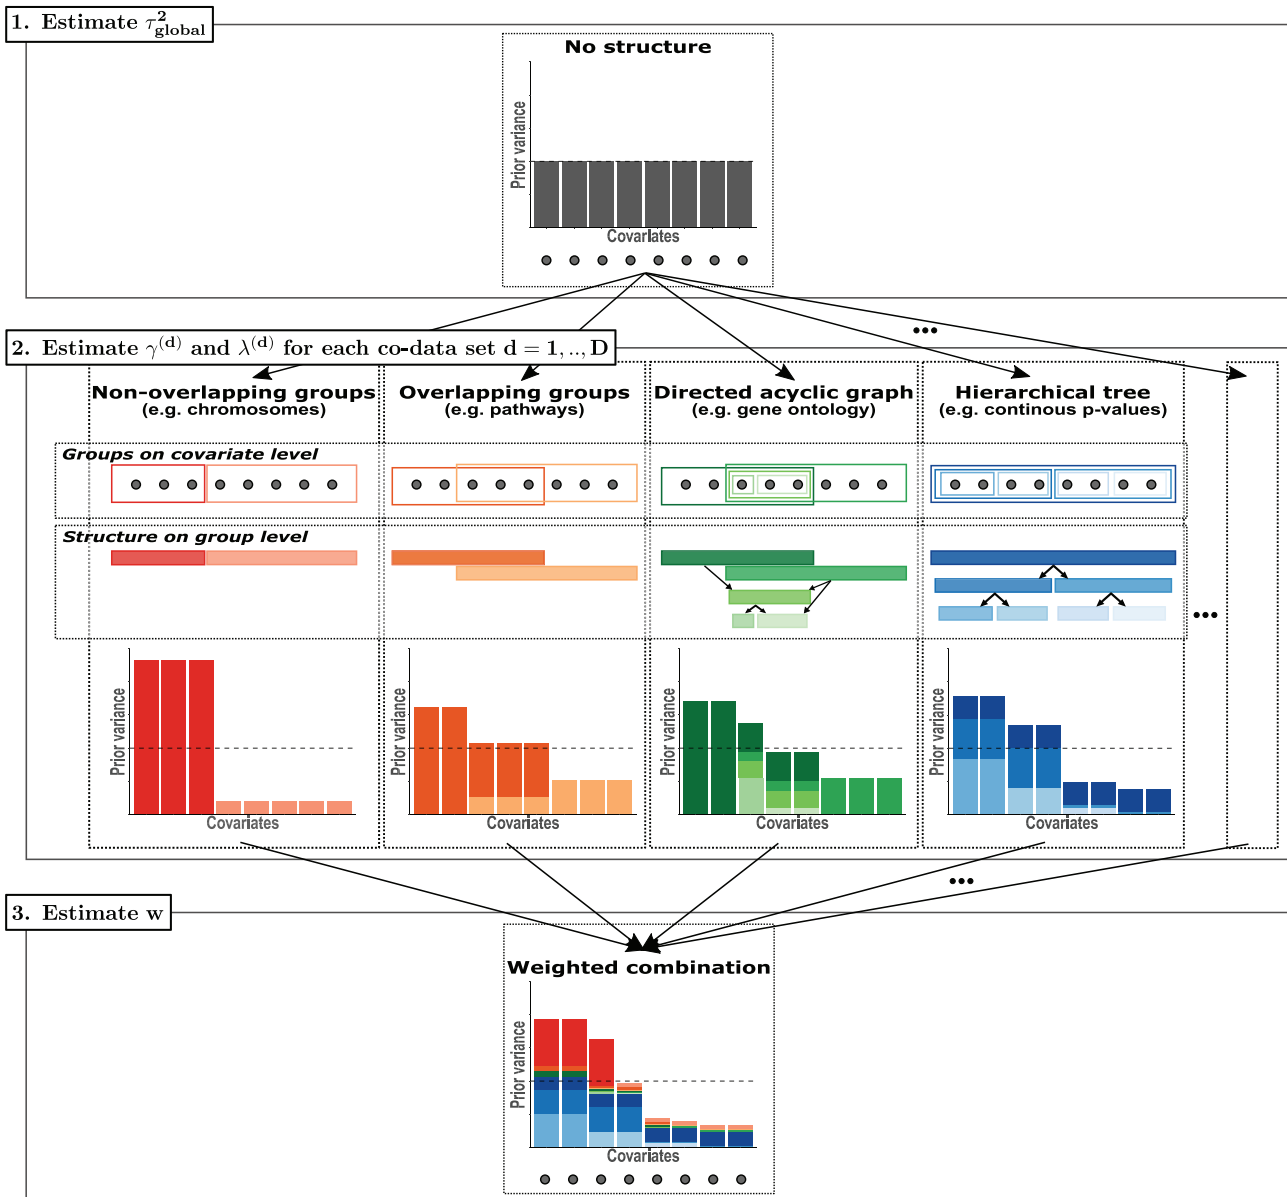 1. Estimate τ²global
No structure
Prior variance
Covariates
...
2. Estimate γ(d) and λ(d) for each co-data set d = 1, .., D
Non-overlapping groups
(e.g. chromosomes)
Overlapping groups
(e.g. pathways)
Directed acyclic graph
(e.g. gene ontology)
Hierarchical tree
(e.g. continous p-values)
Groups on covariate level
Structure on group level
...
Prior variance
Covariates
Prior variance
Covariates
Prior variance
Covariates
Prior variance
Covariates
...
3. Estimate w
Weighted combination
Prior variance
Covariates